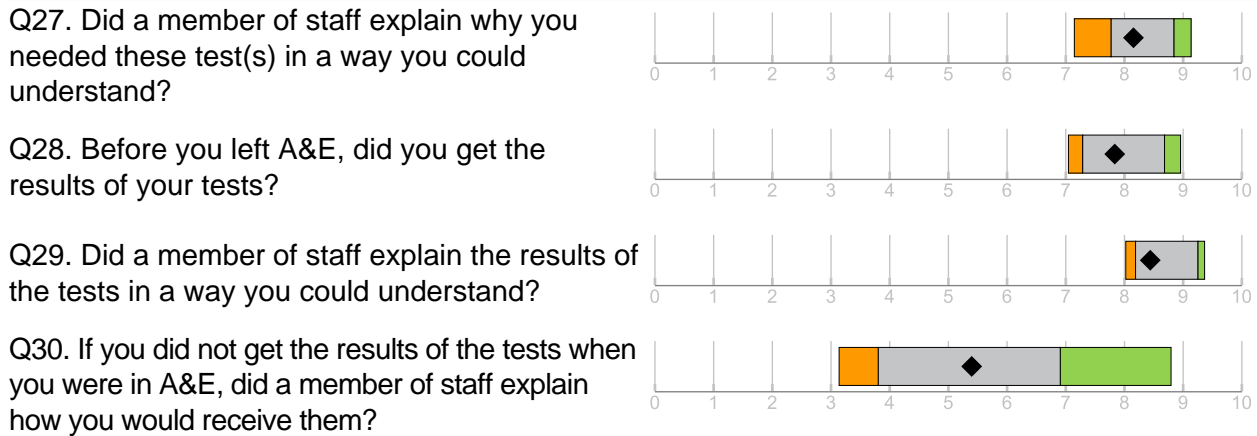 Q27. Did a member of staff explain why you
needed these test(s) in a way you could
understand?
0 1 2 3 4 5 6 7 8 9 10
Q28. Before you left A&E, did you get the
results of your tests?
0 1 2 3 4 5 6 7 8 9 10
Q29. Did a member of staff explain the results of
the tests in a way you could understand?
0 1 2 3 4 5 6 7 8 9 10
Q30. If you did not get the results of the tests when
you were in A&E, did a member of staff explain
how you would receive them?
0 1 2 3 4 5 6 7 8 9 10